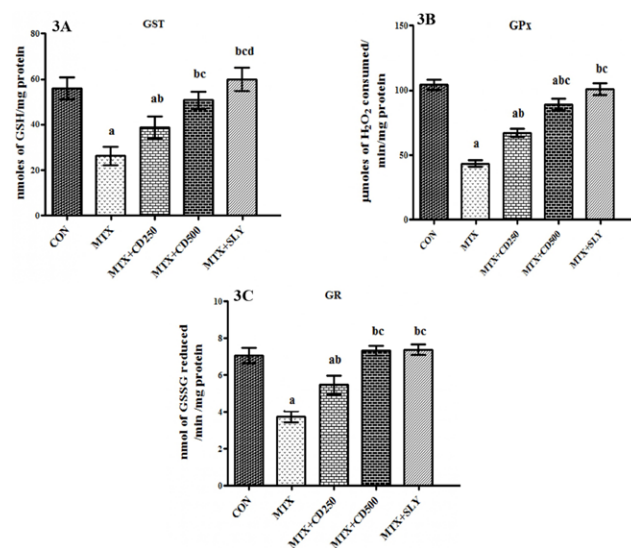 3A
GST
nmoles of GSH/mg protein
80
60
40
20
0
a
ab
bc
bcd
CON
MTX
MTX+CD250
MTX+CD500
MTX+SLY
3B
GPx
µmoles of H₂O₂ consumed/
min/mg protein
150
100
50
0
a
ab
abc
bc
CON
MTX
MTX+CD250
MTX+CD500
MTX+SLY
3C
GR
nmol of GSSG reduced
/min /mg protein
10
8
6
4
2
0
a
ab
bc
bc
CON
MTX
MTX+CD250
MTX+CD500
MTX+SLY